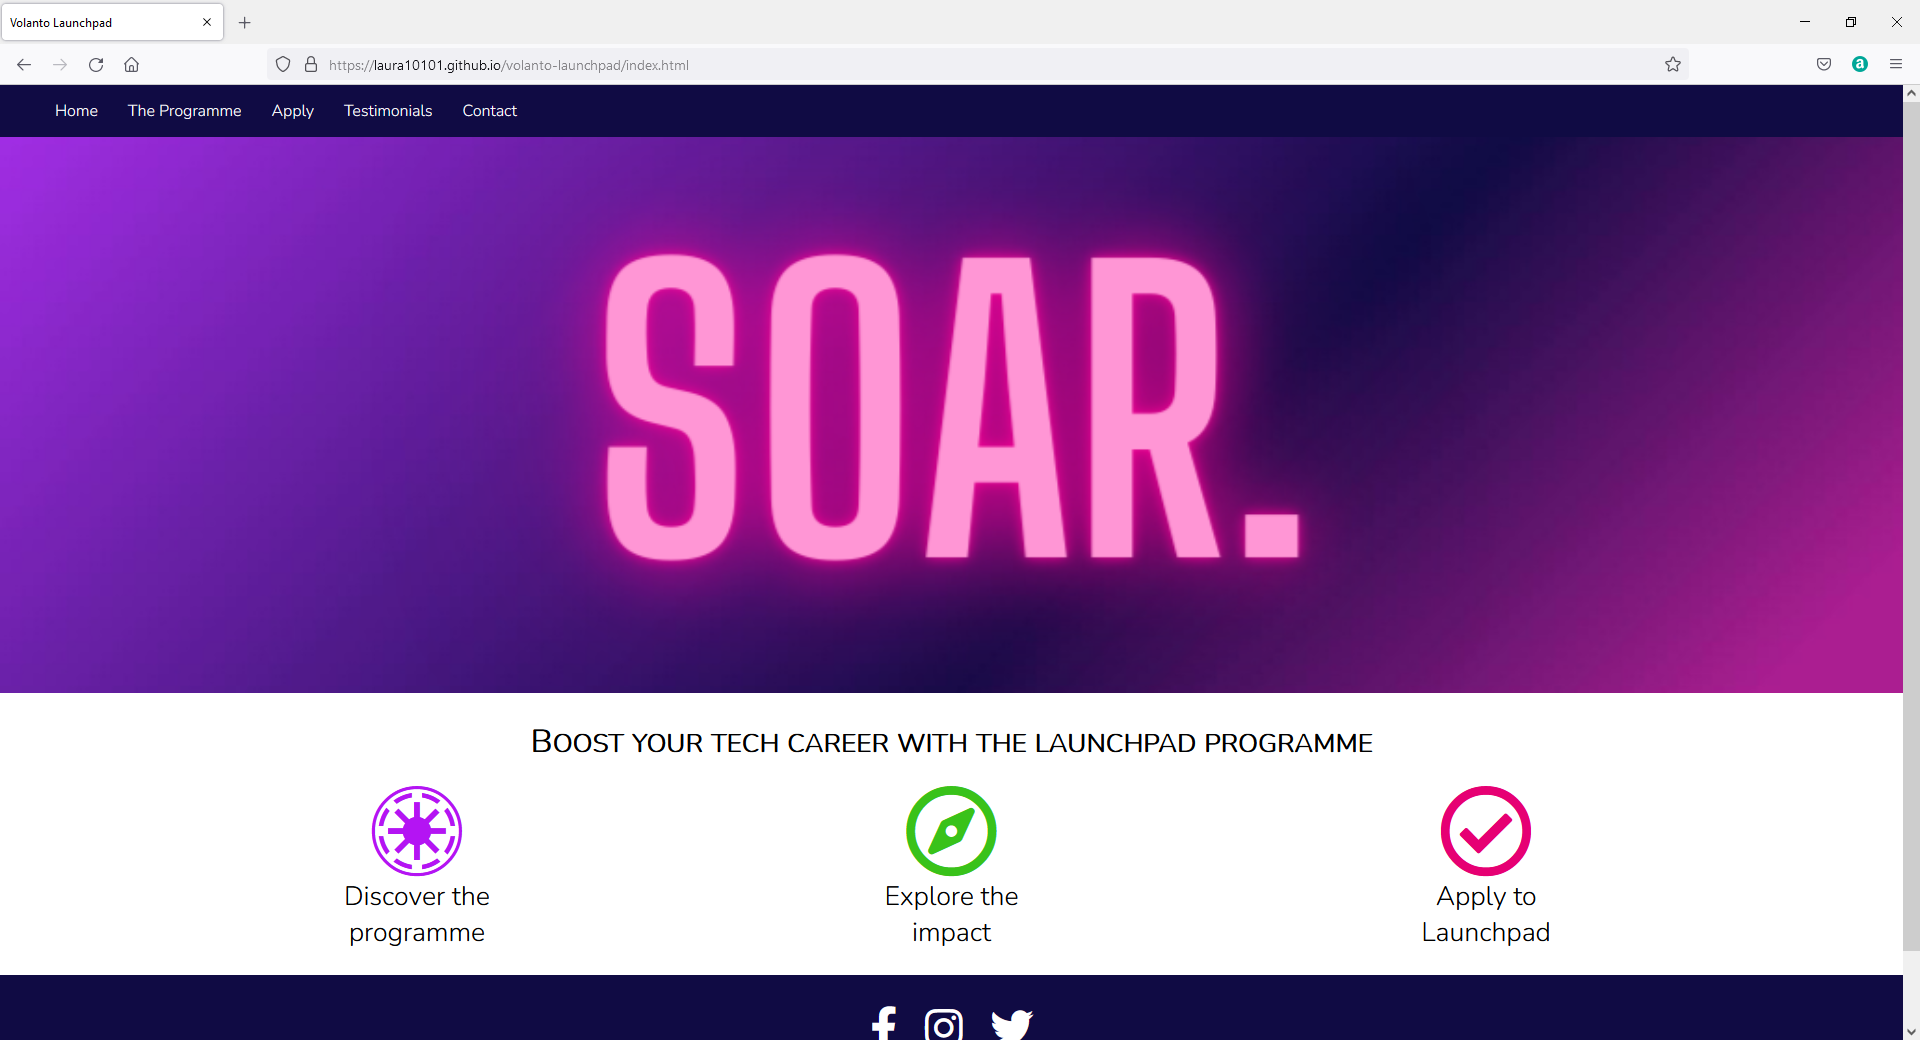 Volanto Launchpad
https://laura10101.github.io/volanto-launchpad/index.html
Home The Programme Apply Testimonials Contact
SOAR.
Boost your tech career with the launchpad programme
Discover the
programme
Explore the
impact
Apply to
Launchpad